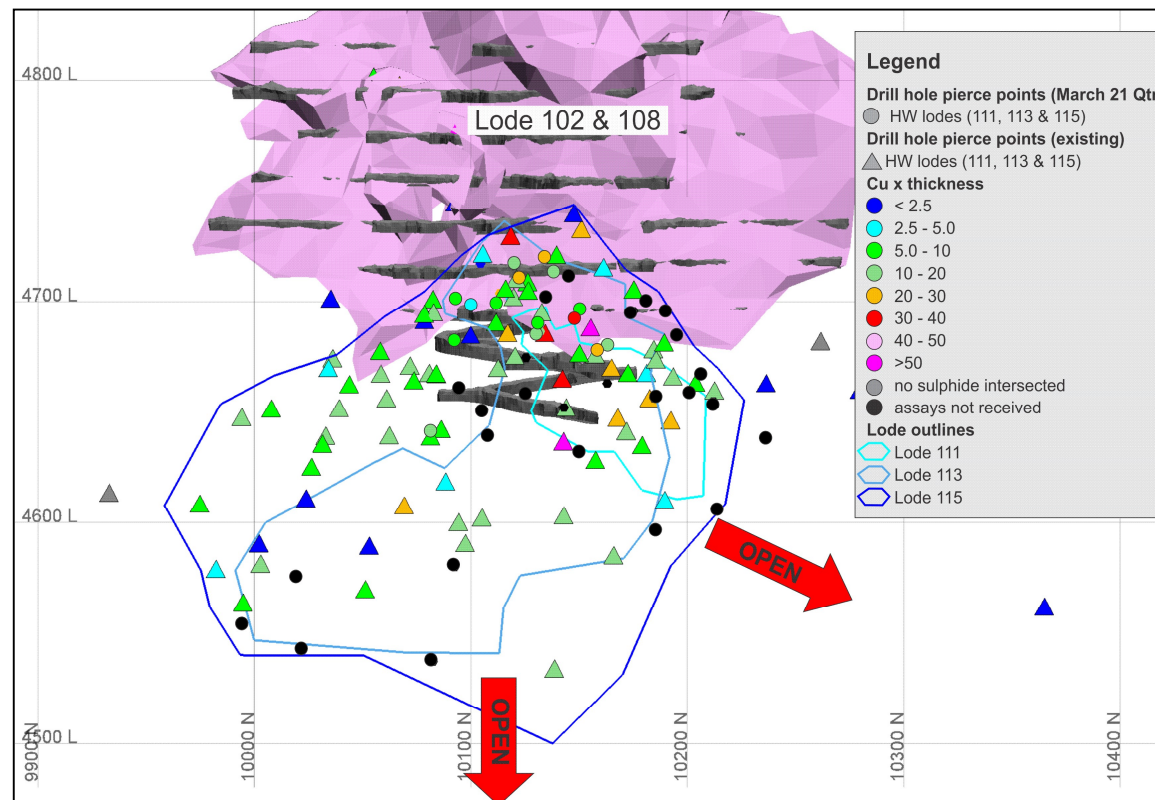 4800 L
4700 L
4600 L
4500 L
Lode 102 & 108
Legend
Drill hole pierce points (March 21 Qtr
HW lodes (111, 113 & 115)
Drill hole pierce points (existing)
HW lodes (111, 113 & 115)
Cu x thickness
< 2.5
2.5 - 5.0
5.0 - 10
10 - 20
20 - 30
30 - 40
40 - 50
>50
no sulphide intersected
assays not received
Lode outlines
Lode 111
Lode 113
Lode 115
OPEN
OPEN
9900 N
10000 N
10100 N
10200 N
10300 N
10400 N